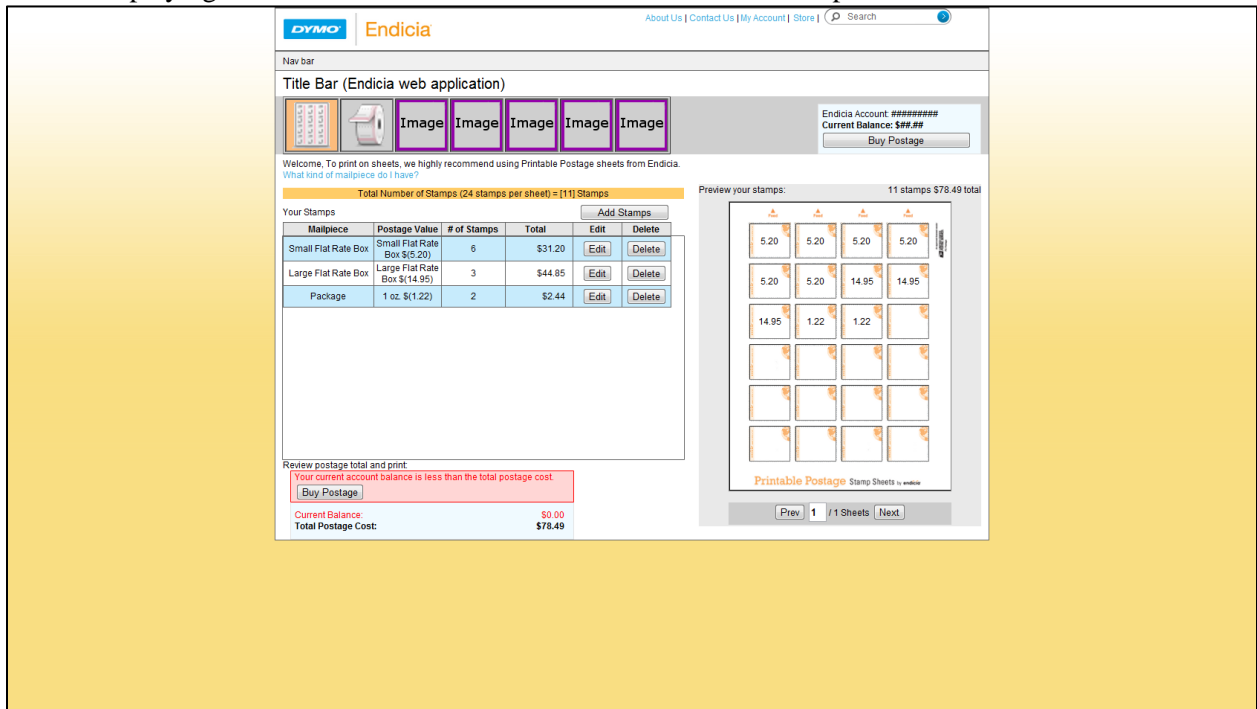 DYMO Endicia
About Us | Contact Us | My Account | Store | Search
Nav bar
Title Bar (Endicia web application)
Image Image Image Image Image
Endicia Account: #########
Current Balance: $##.##
Buy Postage
Welcome, To print on sheets, we highly recommend using Printable Postage sheets from Endicia.
What kind of mailpiece do I have?
Total Number of Stamps (24 stamps per sheet) = [11] Stamps
Your Stamps Add Stamps
Mailpiece Postage Value # of Stamps Total Edit Delete
Small Flat Rate Box Small Flat Rate Box $(5.20) 6 $31.20 Edit Delete
Large Flat Rate Box Large Flat Rate Box $(14.95) 3 $44.85 Edit Delete
Package 1 oz. $(1.22) 2 $2.44 Edit Delete
Review postage total and print:
Your current account balance is less than the total postage cost.
Buy Postage
Current Balance: $0.00
Total Postage Cost: $78.49
Preview your stamps: 11 stamps $78.49 total
Feed Feed Feed Feed
5.20 5.20 5.20 5.20
5.20 5.20 14.95 14.95
14.95 1.22 1.22
Printable Postage Stamp Sheets by endicia
Prev 1 / 1 Sheets Next